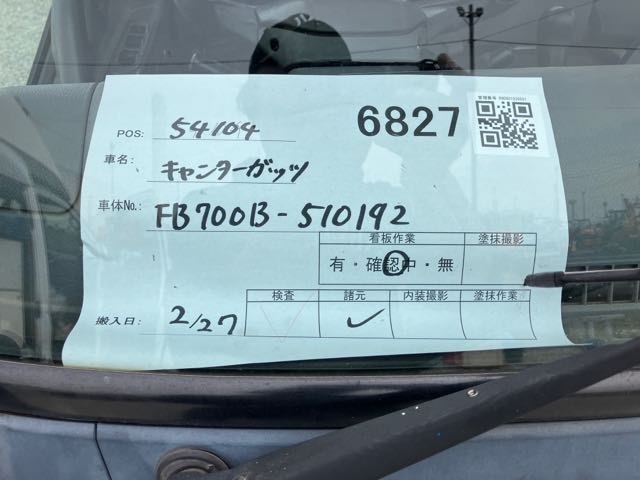 POS: 54104
6827
車名: キャンターガッツ
車体No.: FB700B-510192
看板作業 塗抹撮影
有・確認中・無
検査 諸元 内装撮影 塗抹作業
搬入日: 2/27 ✓